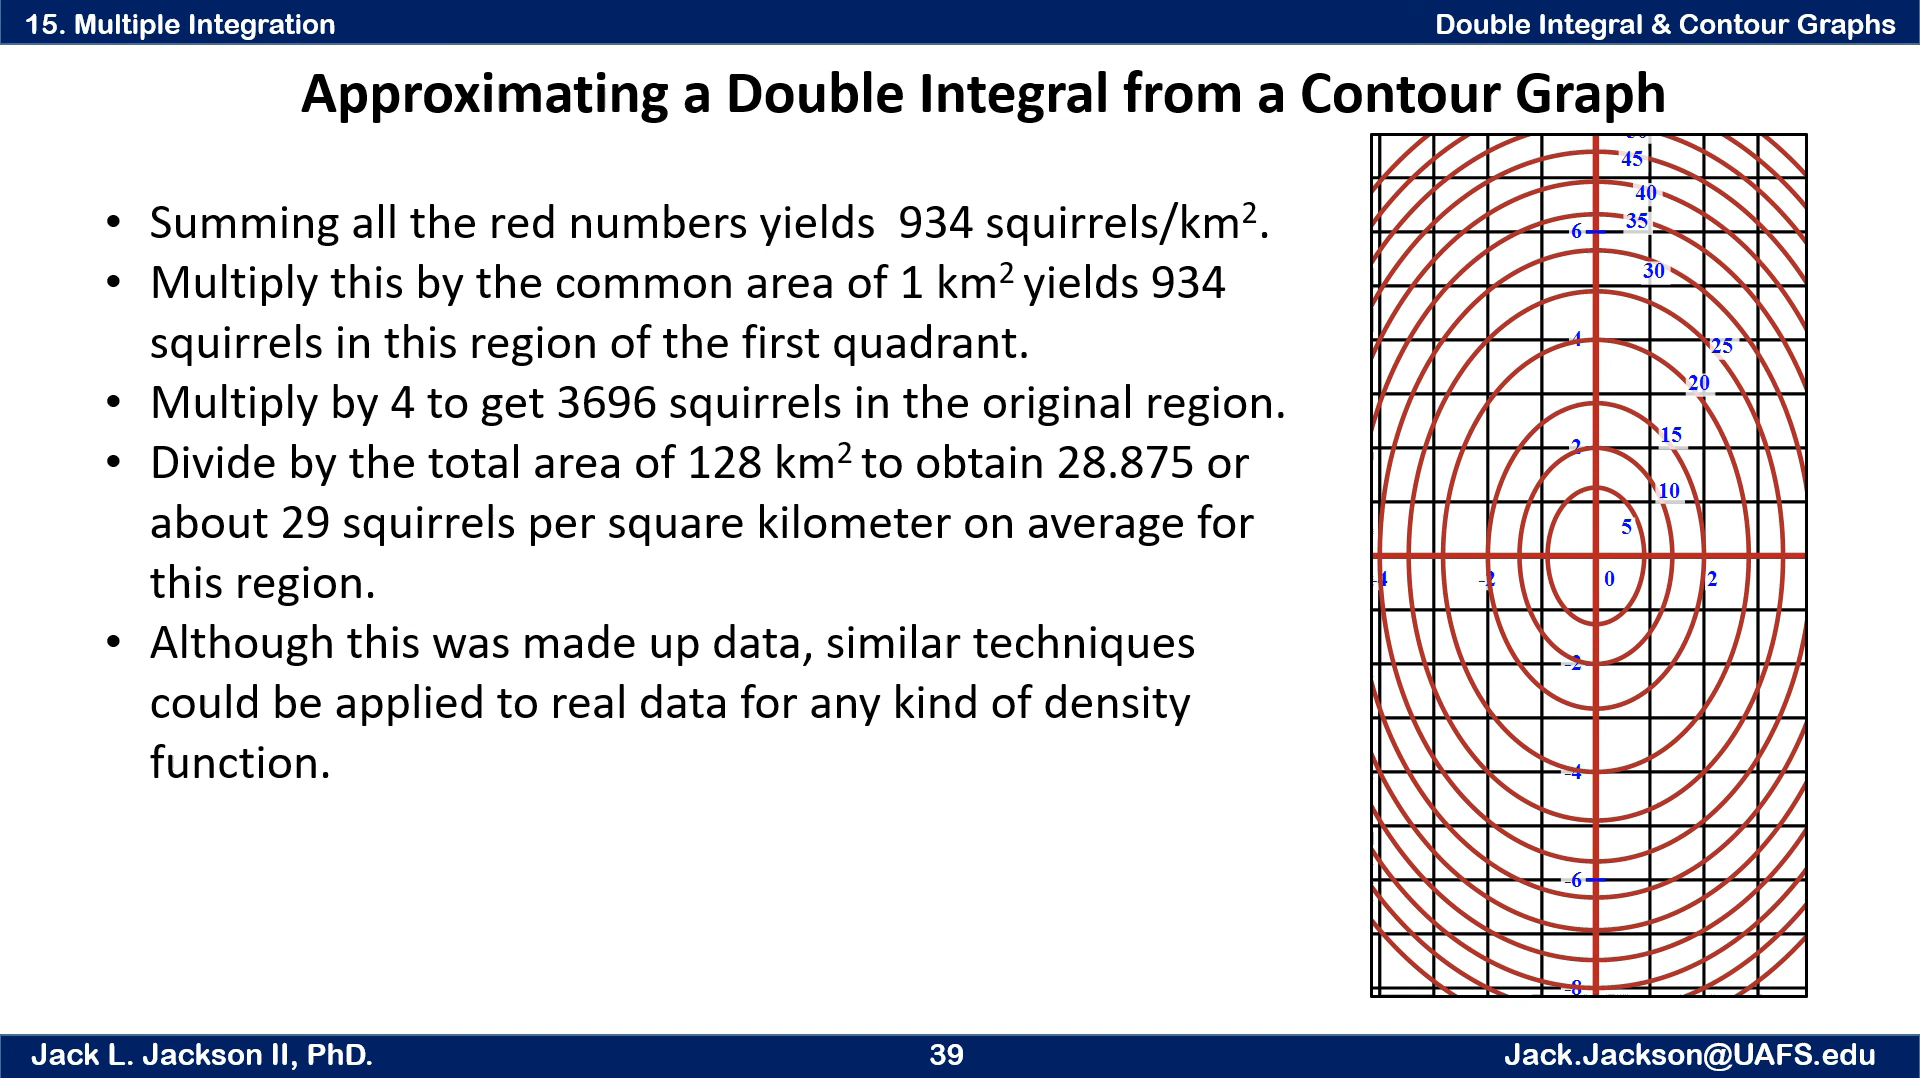 15. Multiple Integration
Double Integral & Contour Graphs
Approximating a Double Integral from a Contour Graph
• Summing all the red numbers yields  934 squirrels/km².
• Multiply this by the common area of 1 km² yields 934
squirrels in this region of the first quadrant.
• Multiply by 4 to get 3696 squirrels in the original region.
• Divide by the total area of 128 km² to obtain 28.875 or
about 29 squirrels per square kilometer on average for
this region.
• Although this was made up data, similar techniques
could be applied to real data for any kind of density
function.
45
40
35
6
30
4
25
20
15
2
10
5
-4
-2
0
2
-2
-4
-6
-8
Jack L. Jackson II, PhD.
39
Jack.Jackson@UAFS.edu